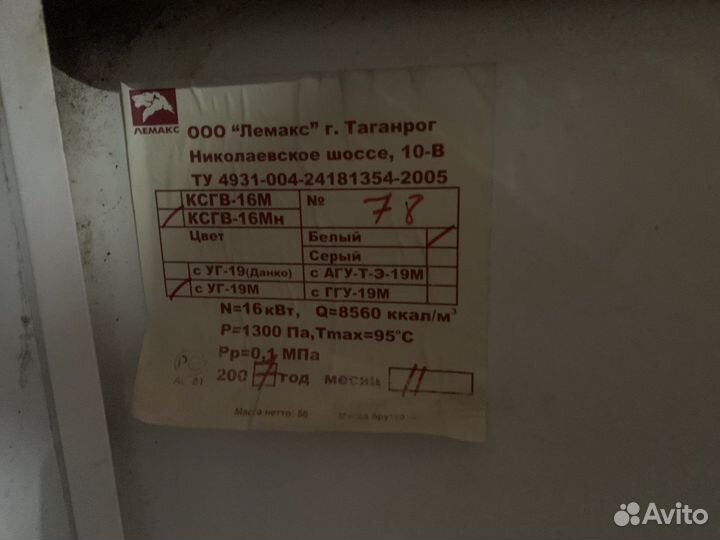 ЛЕМАКС
ООО "Лемакс" г. Таганрог
Николаевское шоссе, 10-В
ТУ 4931-004-24181354-2005
КСГВ-16М № 78
КСГВ-16Мн
Цвет Белый
Серый
с УГ-19(Данко) с АГУ-Т-Э-19М
с УГ-19М с ГГУ-19М
N=16кВт, Q=8560 ккал/м³
P=1300 Па,Tmax=95°C
Pp=0,1 МПа
2007 год месяц 11
Масса нетто: Масса брутто
Avito